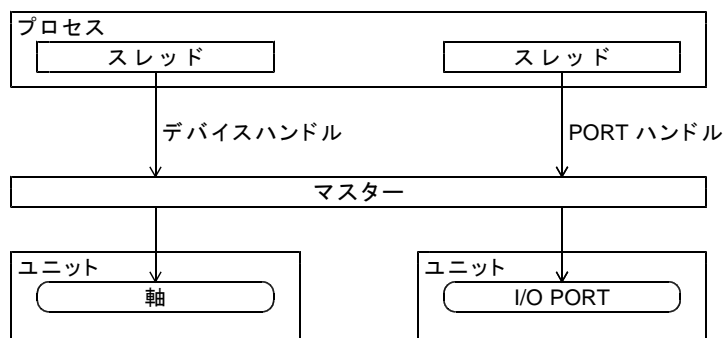 プロセス
スレッド
スレッド
デバイスハンドル
PORT ハンドル
マスター
ユニット
ユニット
軸
I/O PORT